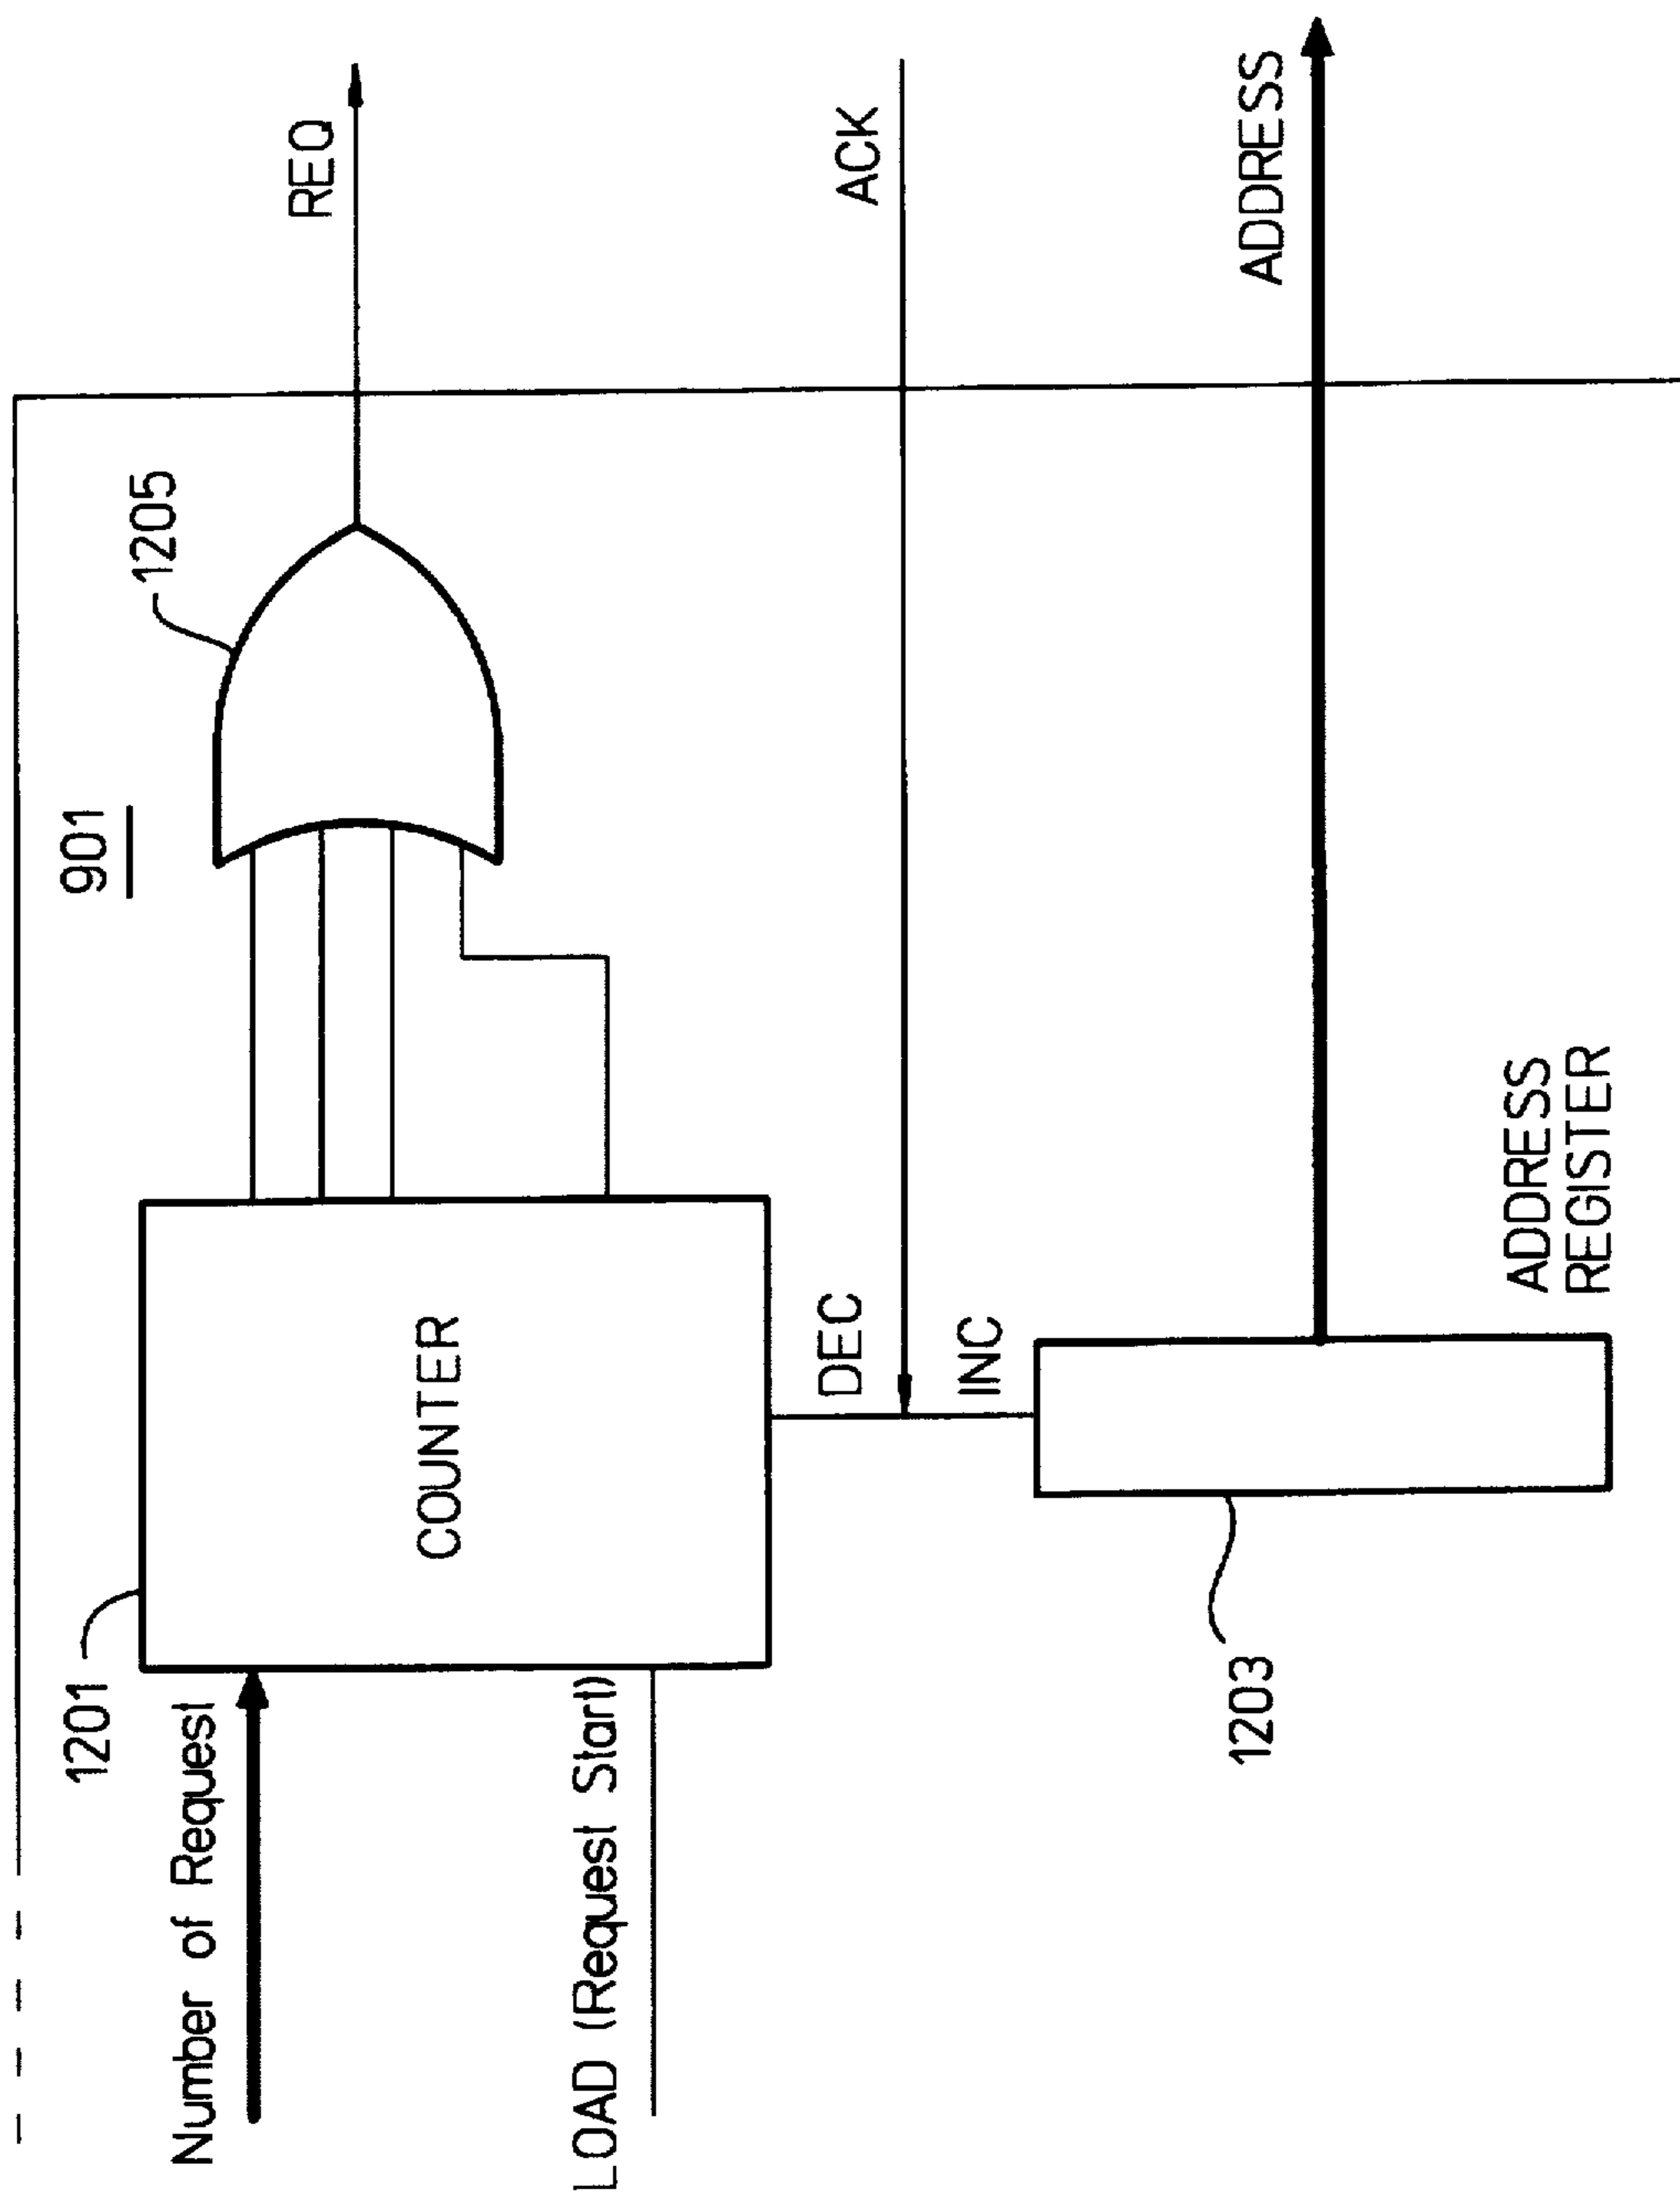 901
1201
Number of Request
COUNTER
LOAD (Request Start)
1205
REQ
DEC
ACK
INC
1203
ADDRESS
REGISTER
ADDRESS